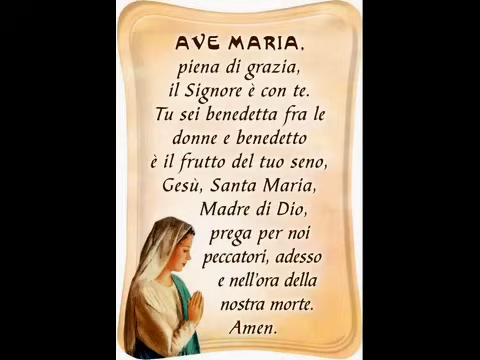 AVE MARIA,
piena di grazia,
il Signore è con te.
Tu sei benedetta fra le
donne e benedetto
è il frutto del tuo seno,
Gesù, Santa Maria,
Madre di Dio,
prega per noi
peccatori, adesso
e nell'ora della
nostra morte.
Amen.